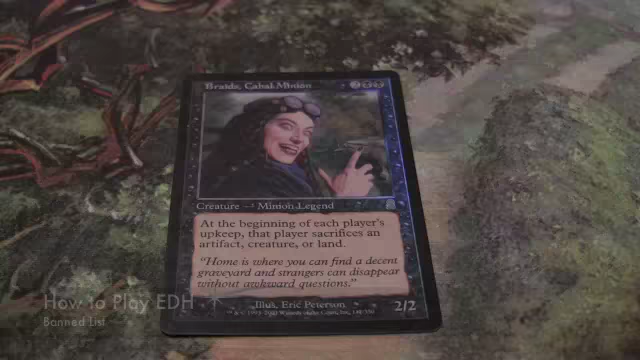 Braids, Cabal Minion
Creature — Minion Legend
At the beginning of each player's
upkeep, that player sacrifices an
artifact, creature, or land.
"Home is where you can find a decent
graveyard and strangers can disappear
without awkward questions."
Illus. Eric Peterson
2/2
How to Play EDH
Banned List